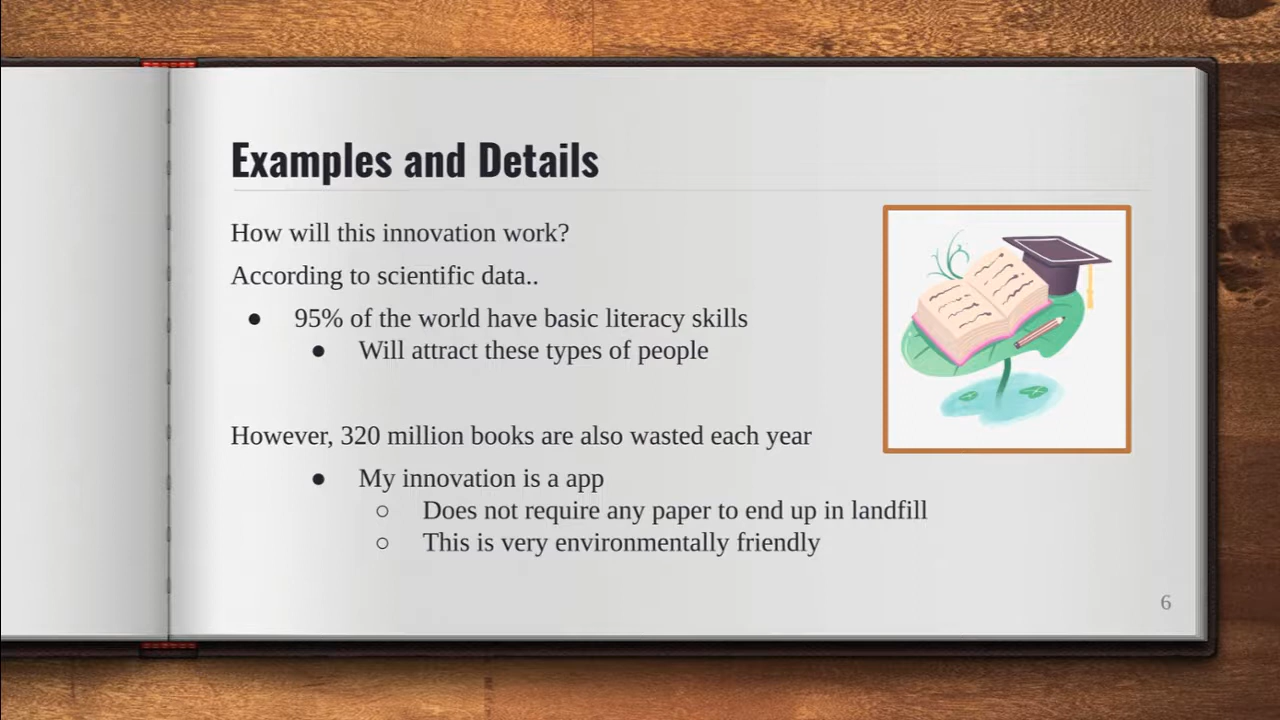 Examples and Details
How will this innovation work?
According to scientific data..
● 95% of the world have basic literacy skills
● Will attract these types of people
However, 320 million books are also wasted each year
● My innovation is a app
○ Does not require any paper to end up in landfill
○ This is very environmentally friendly
6